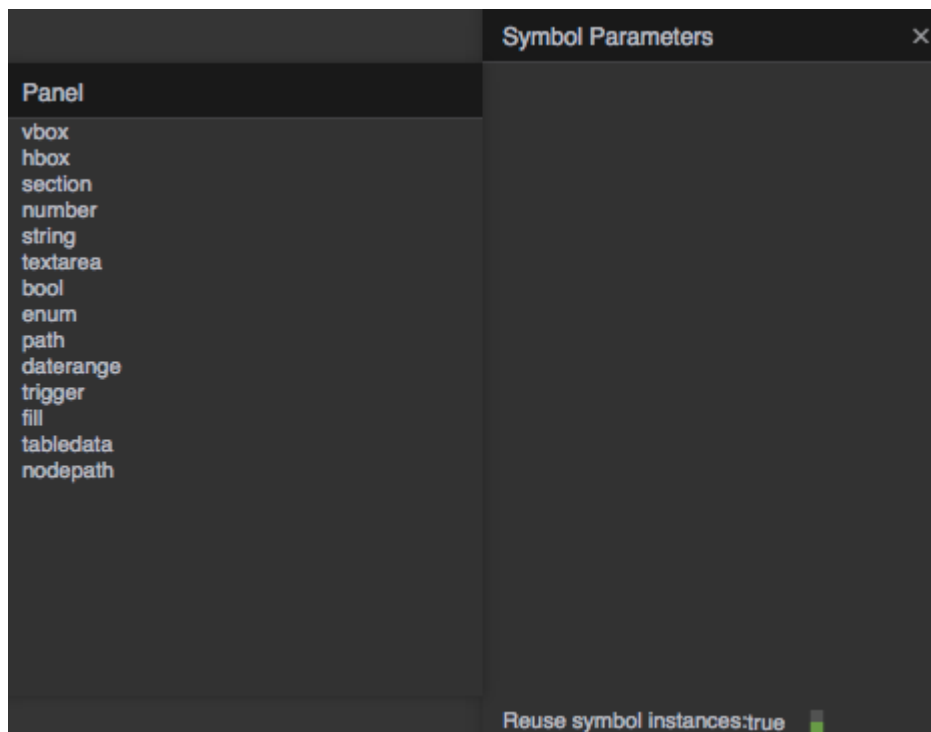 Symbol Parameters ×
Panel
vbox
hbox
section
number
string
textarea
bool
enum
path
daterange
trigger
fill
tabledata
nodepath
Reuse symbol instances:true